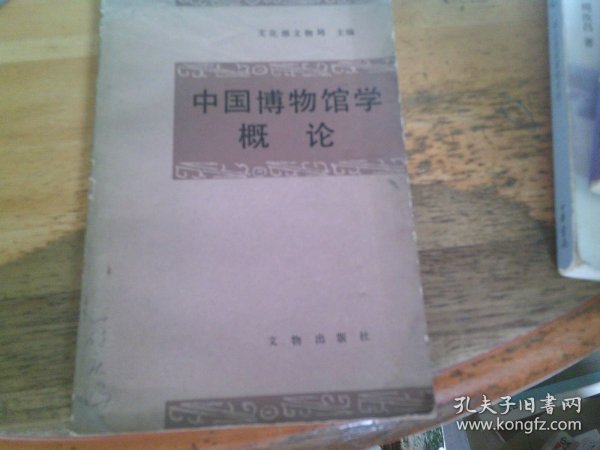 文化部文物局 主编
中国博物馆学
概 论
文物出版社
著
孔夫子旧书网
www.kongfz.com